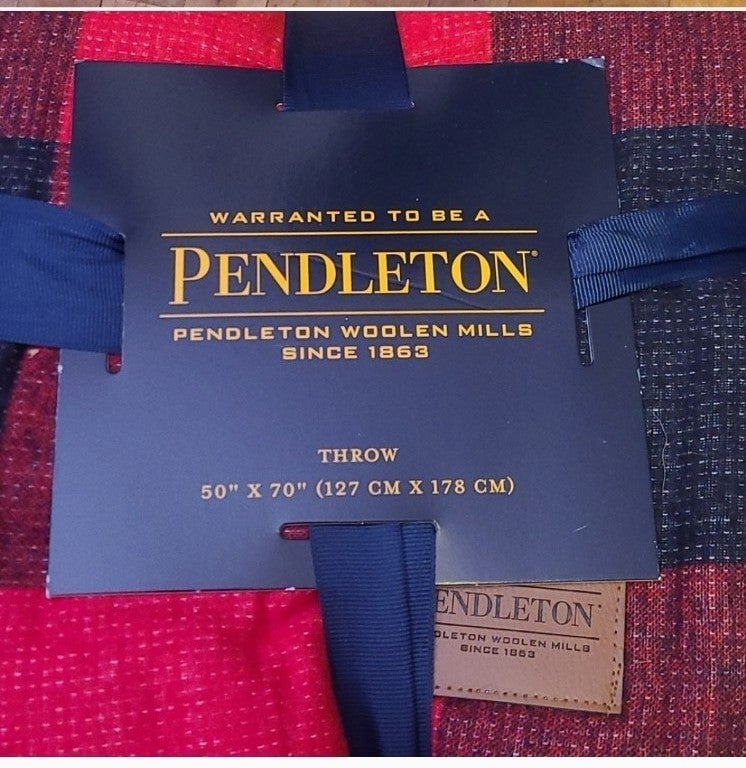 WARRANTED TO BE A
PENDLETON®
PENDLETON WOOLEN MILLS
SINCE 1863
THROW
50" X 70" (127 CM X 178 CM)
ENDLETON
DLETON WOOLEN MILLS
SINCE 1863